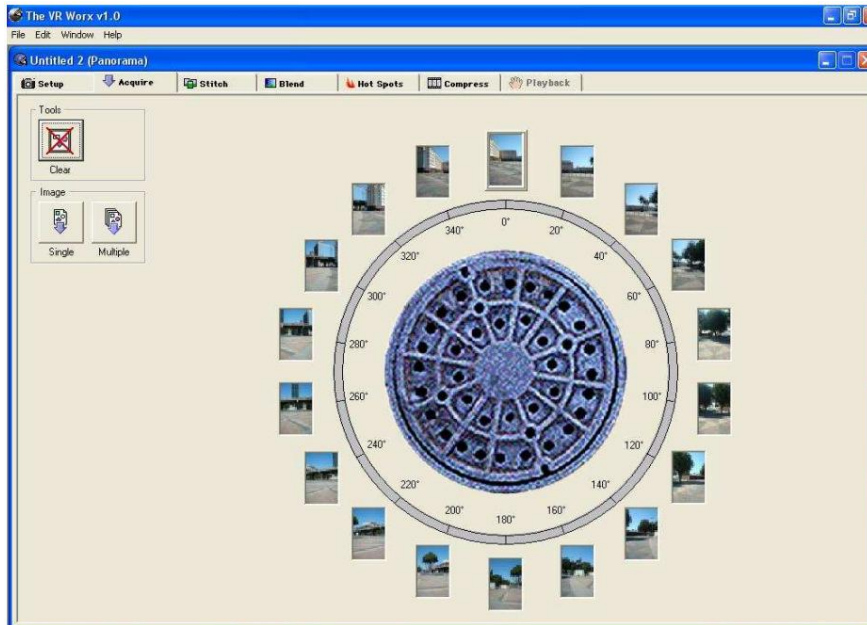 The VR Worx v1.0
File Edit Window Help
Untitled 2 (Panorama)
Setup Acquire Stitch Blend Hot Spots Compress Playback
Tools
Clear
Image
Single Multiple
0°
340° 20°
320° 40°
300° 60°
280° 80°
260° 100°
240° 120°
220° 140°
200° 160°
180°